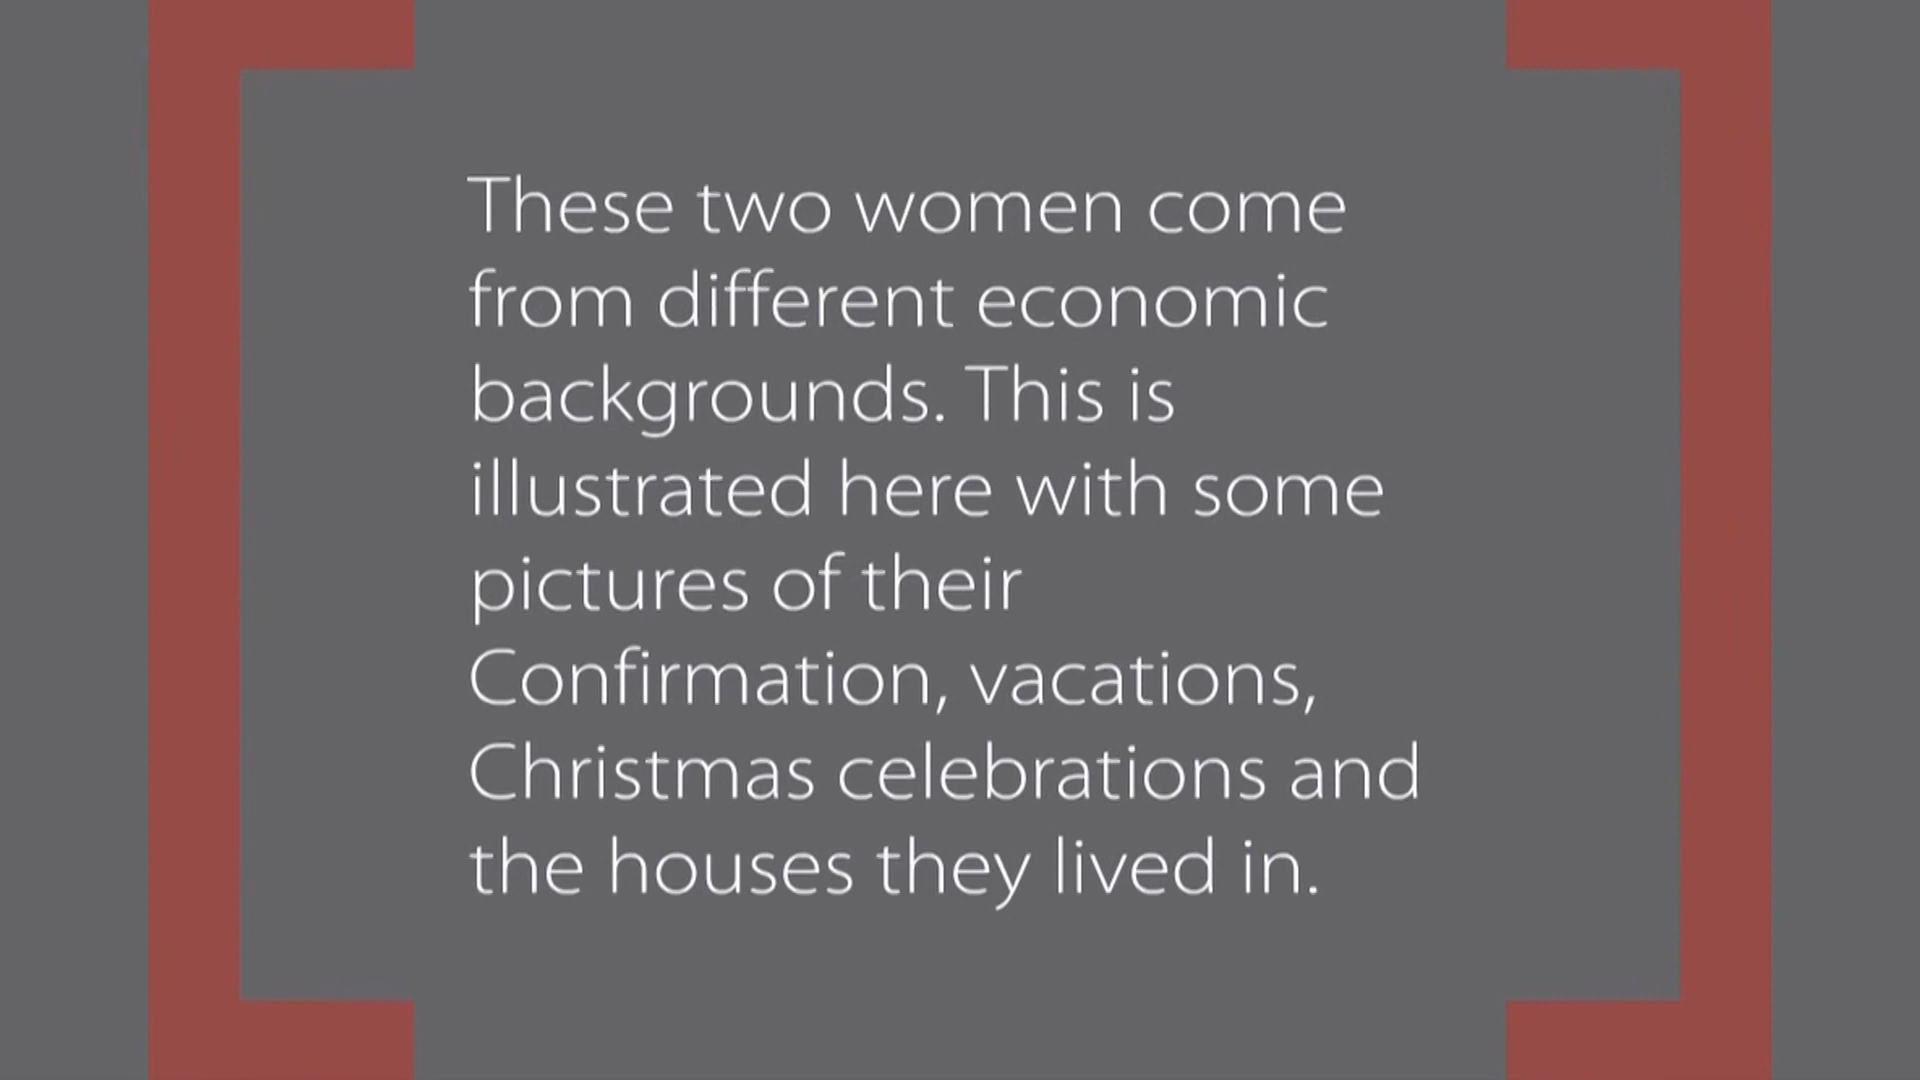 These two women come
from different economic
backgrounds. This is
illustrated here with some
pictures of their
Confirmation, vacations,
Christmas celebrations and
the houses they lived in.